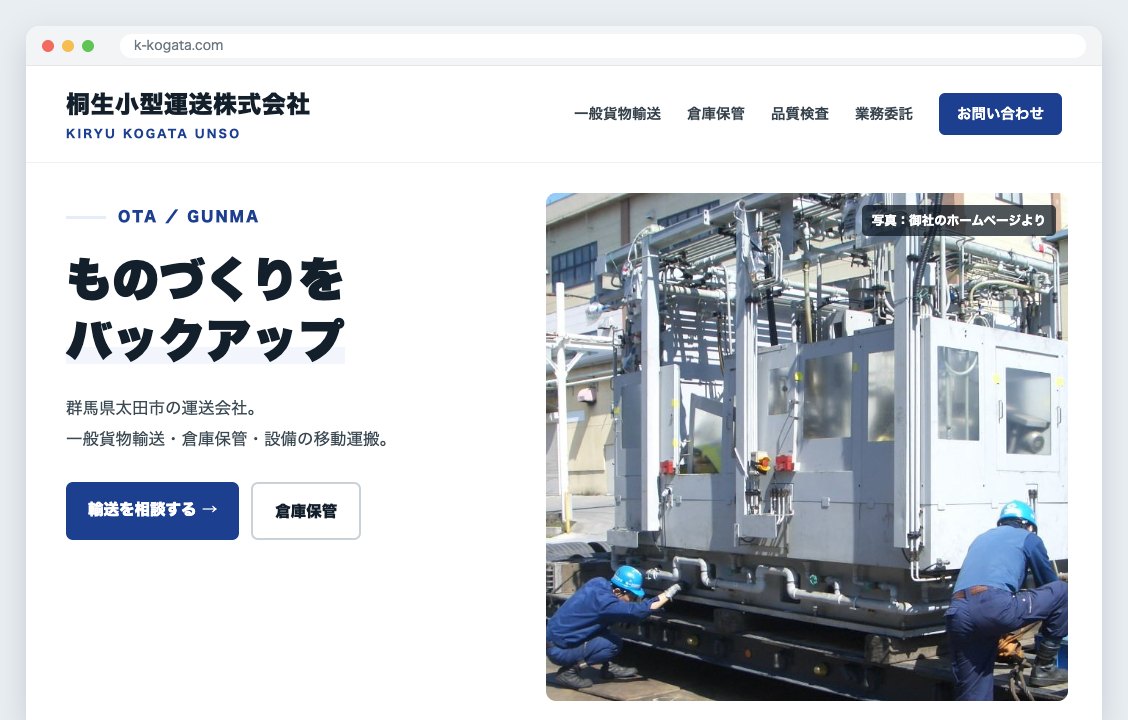 k-kogata.com
桐生小型運送株式会社
KIRYU KOGATA UNSO
一般貨物輸送 倉庫保管 品質検査 業務委託 お問い合わせ
OTA / GUNMA
ものづくりを
バックアップ
群馬県太田市の運送会社。
一般貨物輸送・倉庫保管・設備の移動運搬。
輸送を相談する → 倉庫保管
写真：御社のホームページより